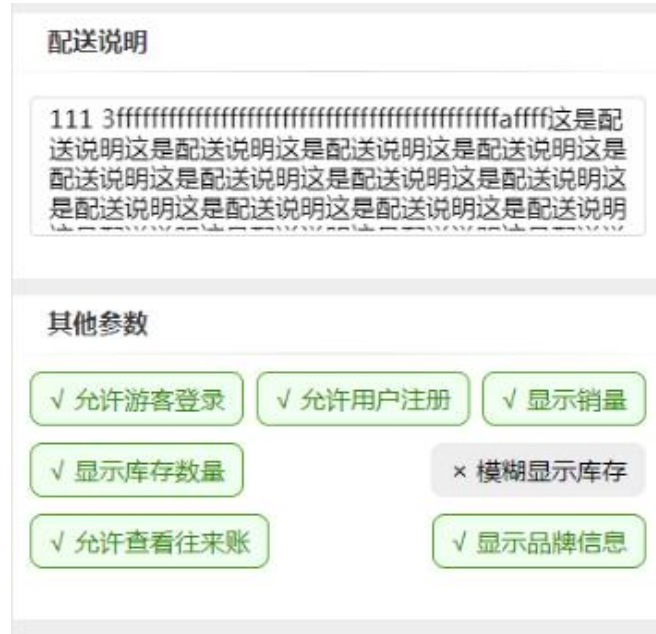 配送说明
111 3fffffffffffffffffffffffffffffffffffffffffffffaffff这是配
送说明这是配送说明这是配送说明这是配送说明这是
配送说明这是配送说明这是配送说明这是配送说明这
是配送说明这是配送说明这是配送说明这是配送说明
其他参数
√ 允许游客登录 √ 允许用户注册 √ 显示销量
√ 显示库存数量 × 模糊显示库存
√ 允许查看往来账 √ 显示品牌信息